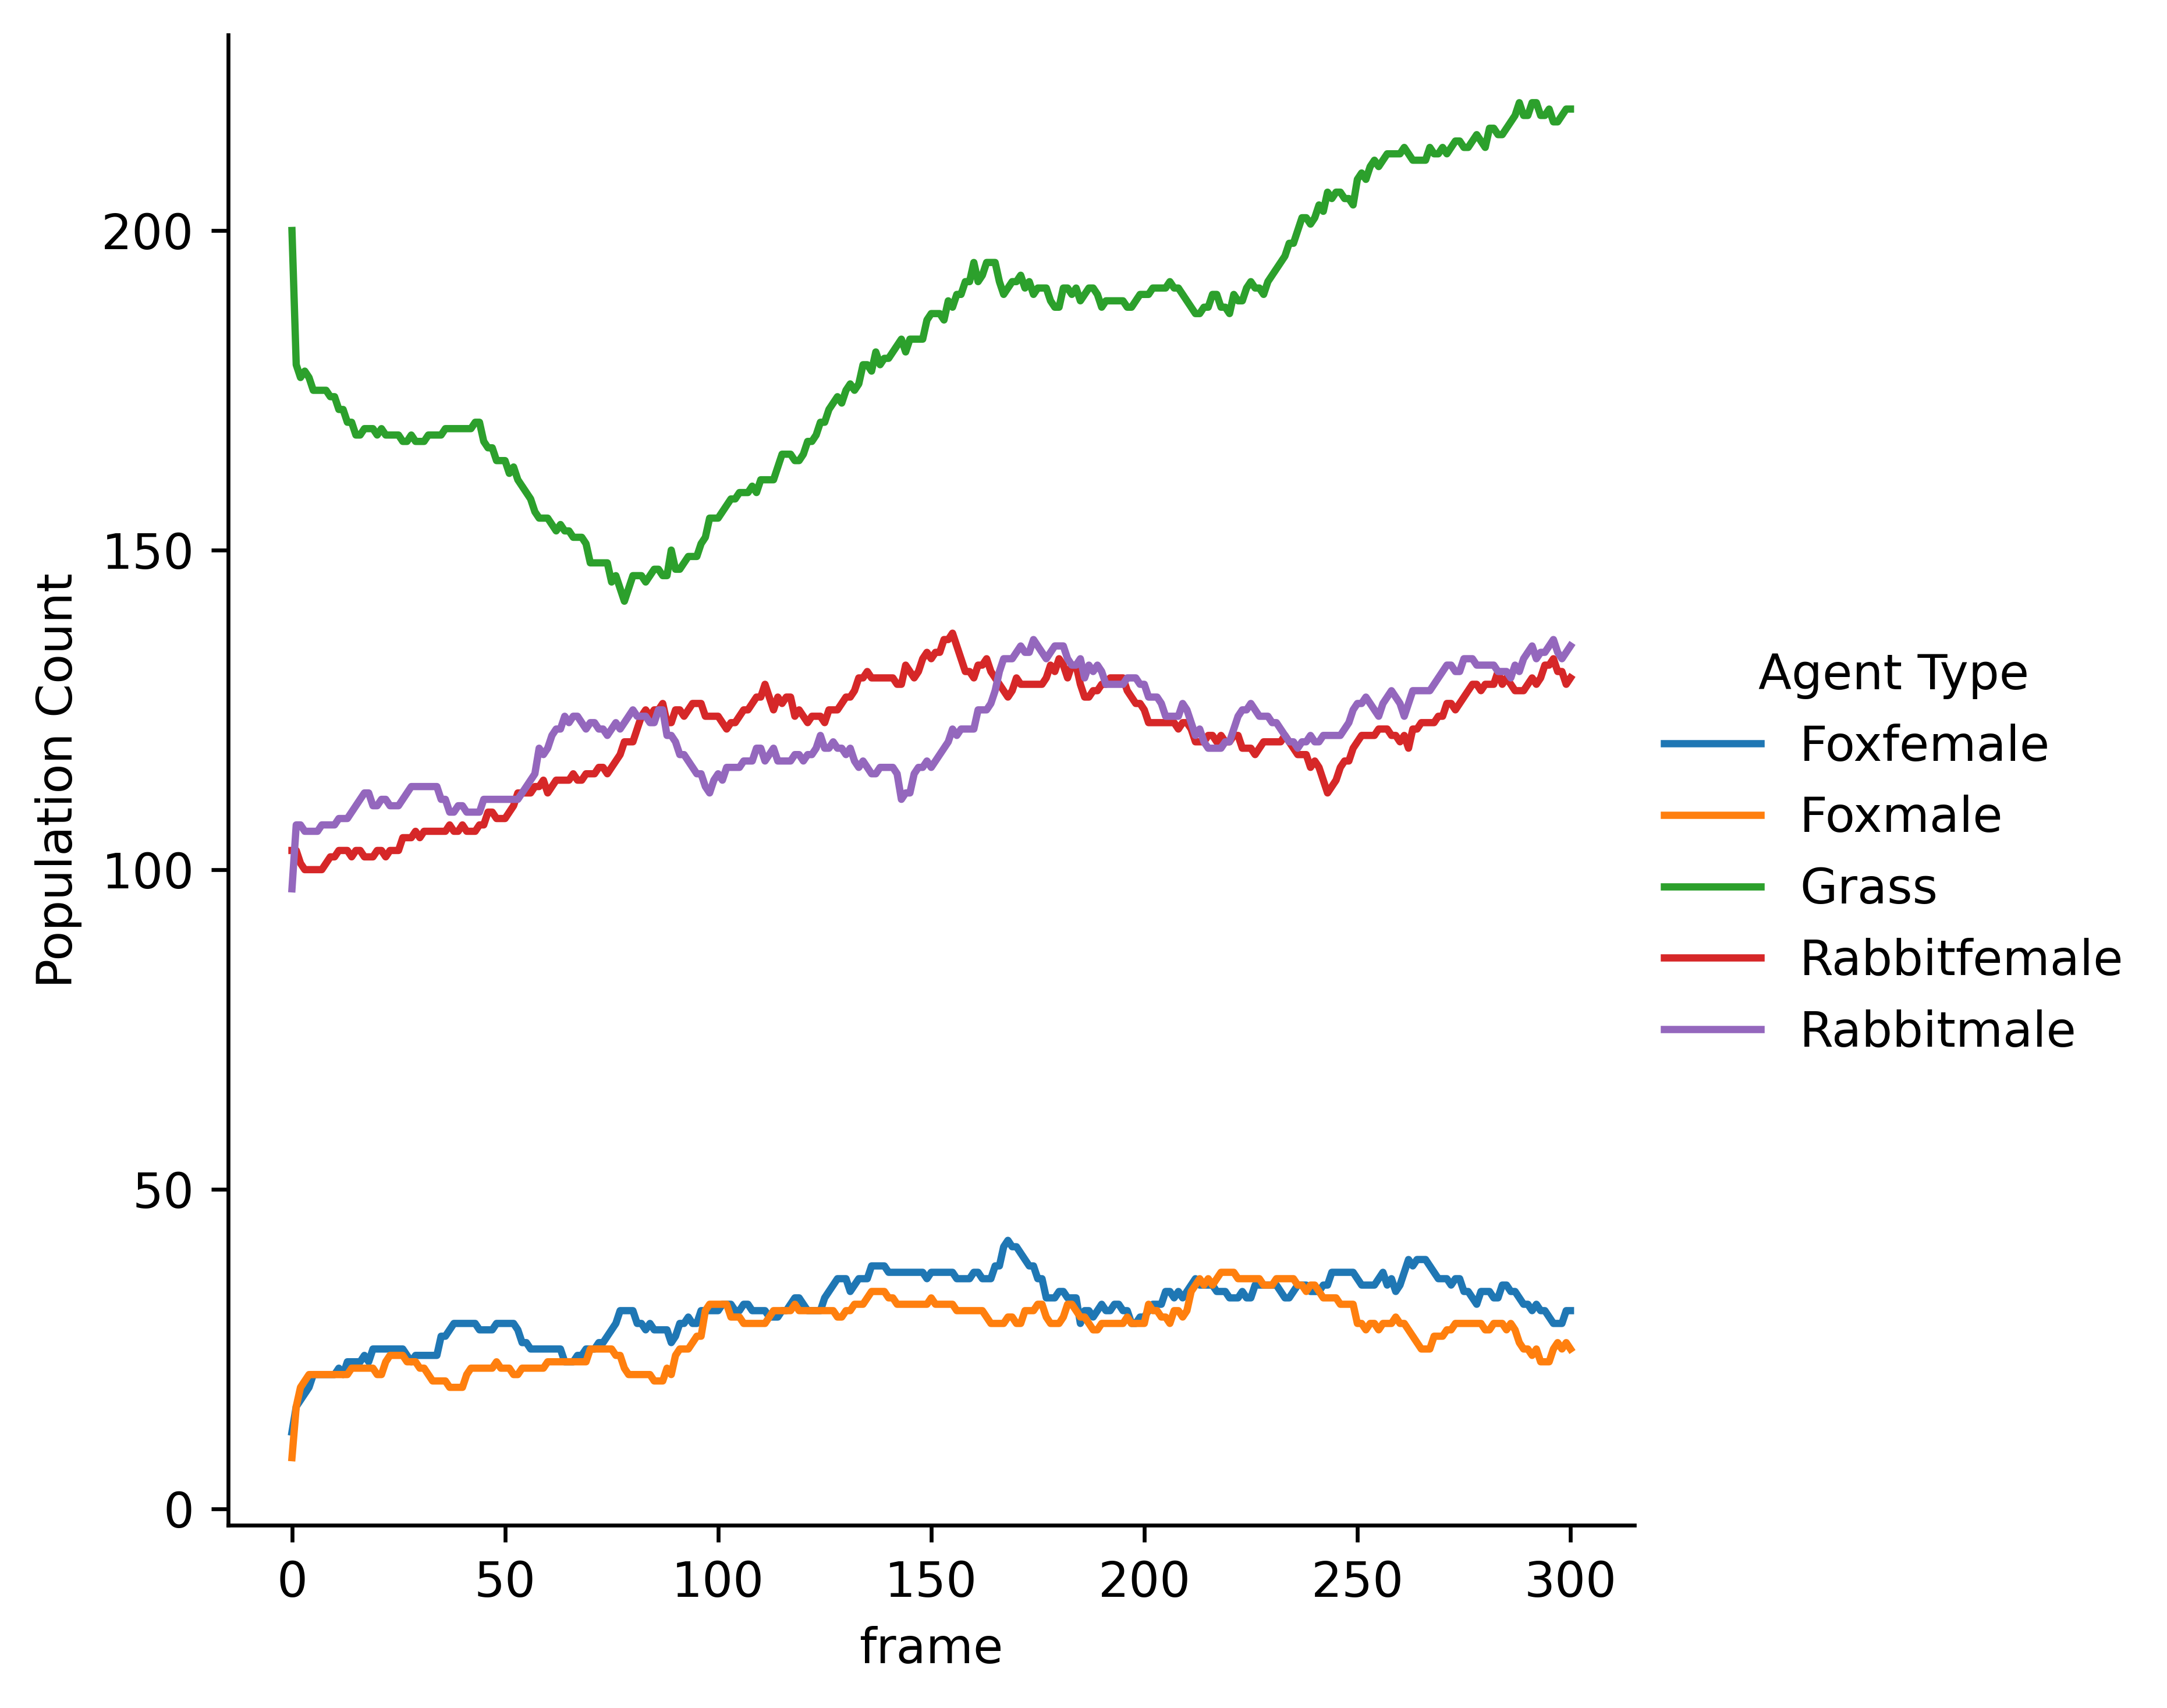 200
150
100
50
0
Population Count
0 50 100 150 200 250 300
frame
Agent Type
Foxfemale
Foxmale
Grass
Rabbitfemale
Rabbitmale